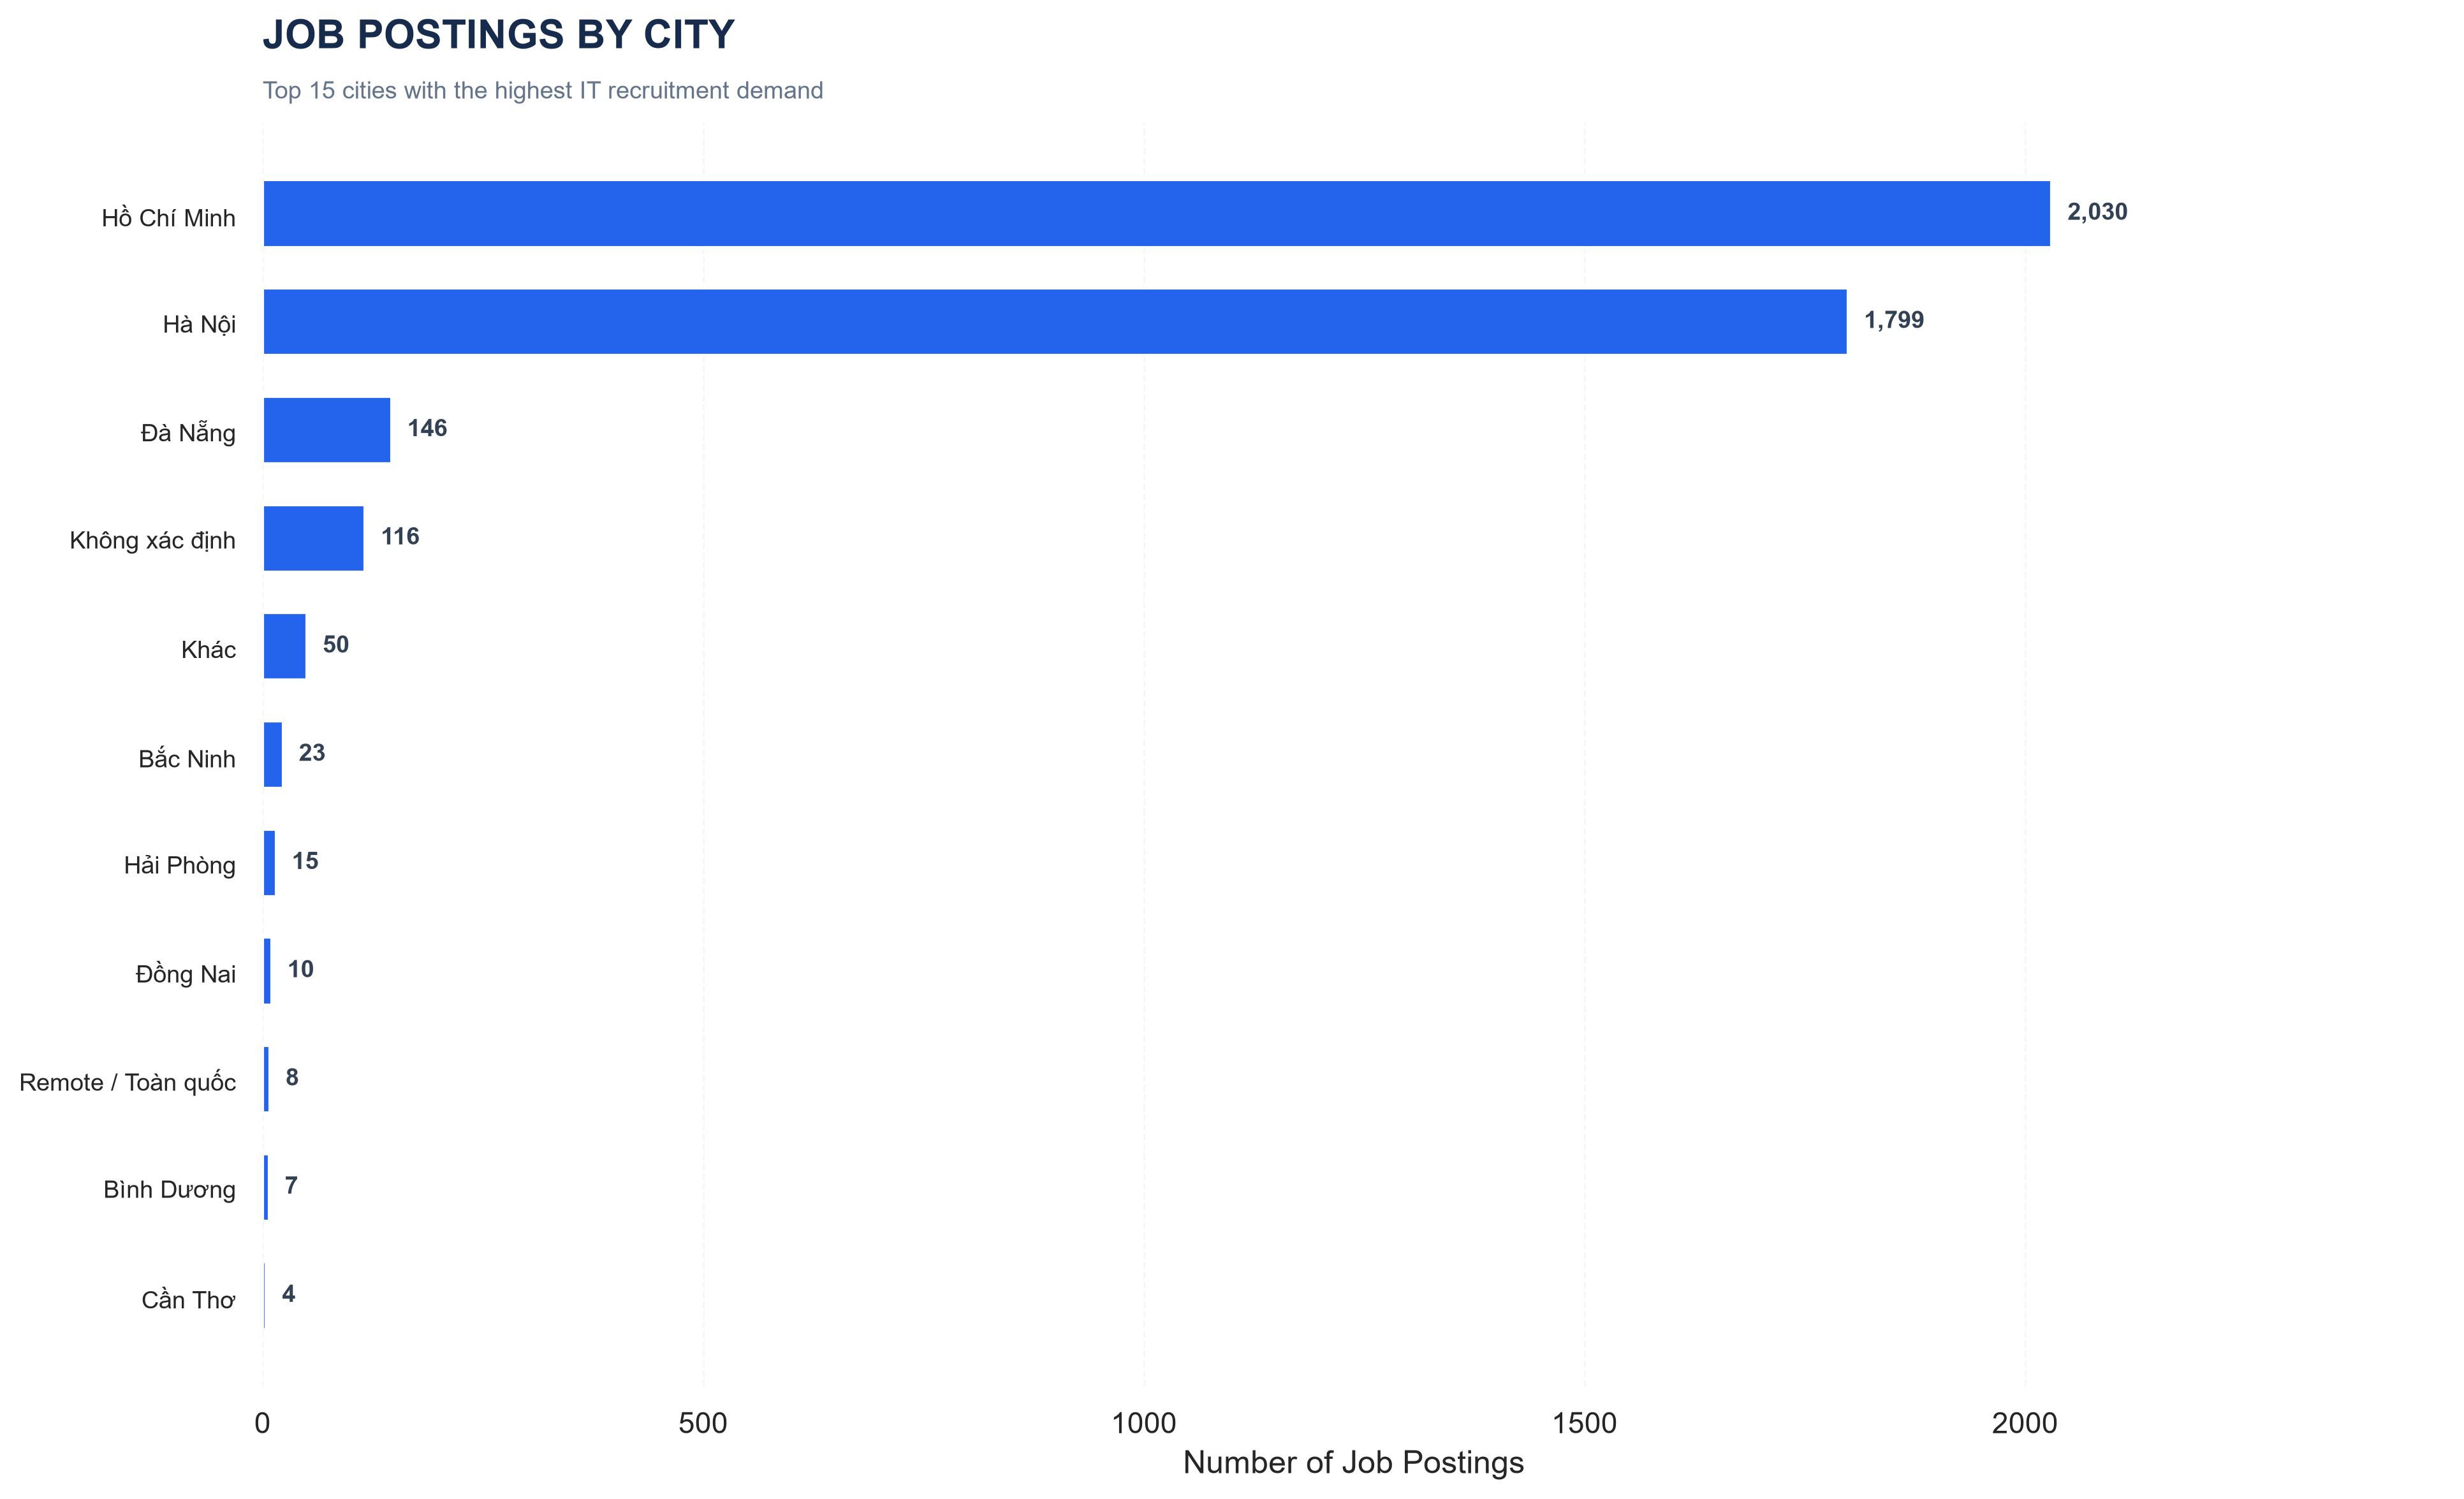 JOB POSTINGS BY CITY
Top 15 cities with the highest IT recruitment demand
Hồ Chí Minh 2,030
Hà Nội 1,799
Đà Nẵng 146
Không xác định 116
Khác 50
Bắc Ninh 23
Hải Phòng 15
Đồng Nai 10
Remote / Toàn quốc 8
Bình Dương 7
Cần Thơ 4
0 500 1000 1500 2000
Number of Job Postings